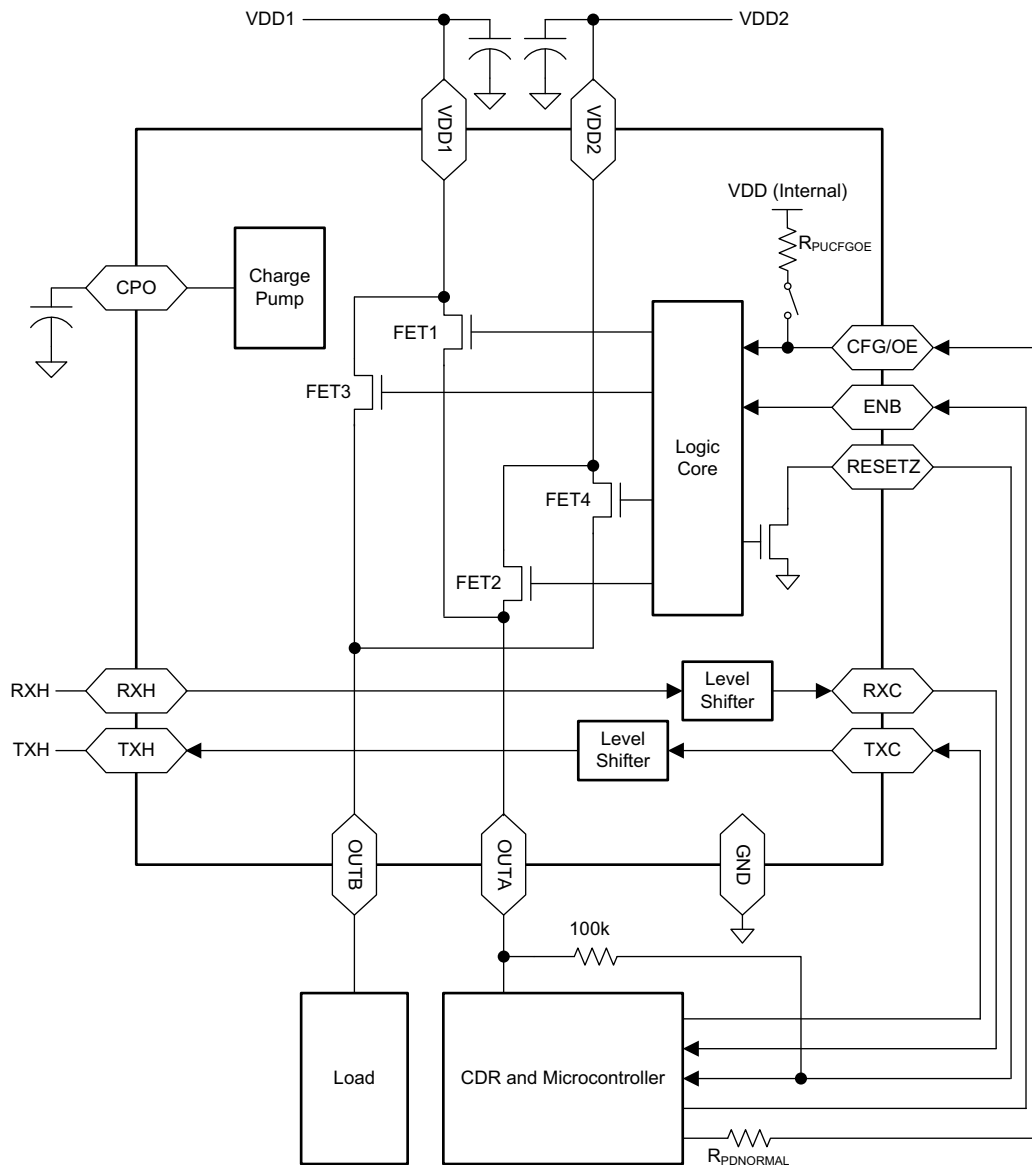 VDD1
VDD2
VDD1
VDD2
VDD (Internal)
RPUCFGOE
CPO
Charge
Pump
FET1
CFG/OE
FET3
ENB
Logic
Core
RESETZ
FET4
FET2
RXH
RXH
Level
Shifter
RXC
TXH
TXH
Level
Shifter
TXC
OUTB
OUTA
GND
100k
Load
CDR and Microcontroller
RPDNORMAL